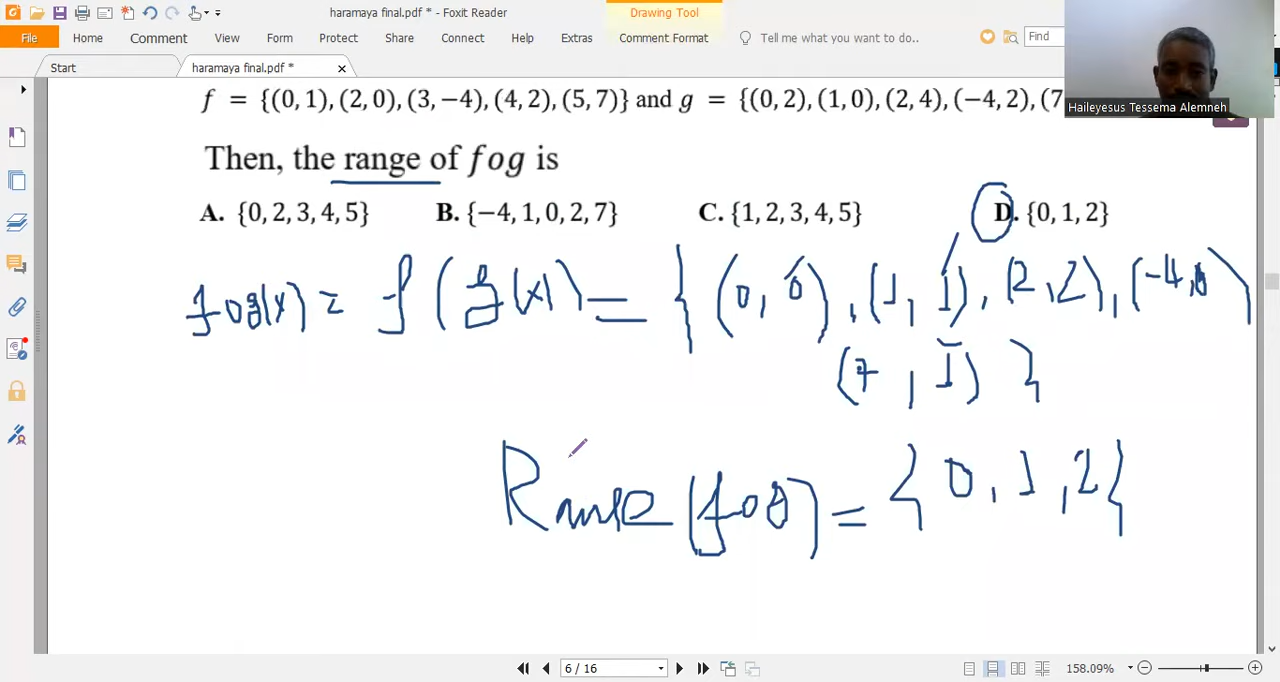 haramaya final.pdf * - Foxit Reader
Drawing Tool
File Home Comment View Form Protect Share Connect Help Extras Comment Format Tell me what you want to do.. Find
Start haramaya final.pdf *
Haileyesus Tessema Alemneh
f = {(0, 1), (2, 0), (3, −4), (4, 2), (5, 7)} and g = {(0, 2), (1, 0), (2, 4), (−4, 2), (7
Then, the range of fog is
A. {0, 2, 3, 4, 5} B. {−4, 1, 0, 2, 7} C. {1, 2, 3, 4, 5} D. {0, 1, 2}
fog(x) = f(g(x)) = {(0, 0), (1, 1), (2, 2), (-4, 0)
(7, 1)}
Range(fog) = {0, 1, 2}
6 / 16 158.09%